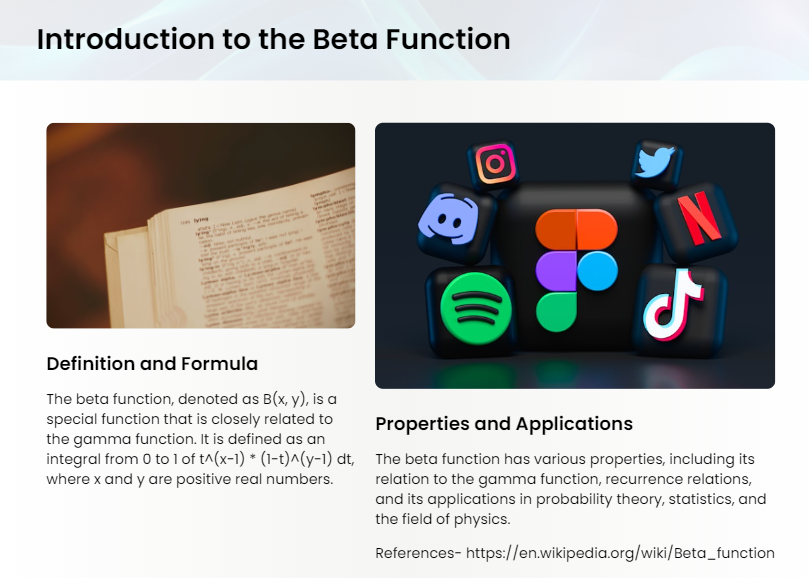 Introduction to the Beta Function
lying
Definition and Formula
The beta function, denoted as B(x, y), is a
special function that is closely related to
the gamma function. It is defined as an
integral from 0 to 1 of t^(x-1) * (1-t)^(y-1) dt,
where x and y are positive real numbers.
Properties and Applications
The beta function has various properties, including its
relation to the gamma function, recurrence relations,
and its applications in probability theory, statistics, and
the field of physics.
References- https://en.wikipedia.org/wiki/Beta_function